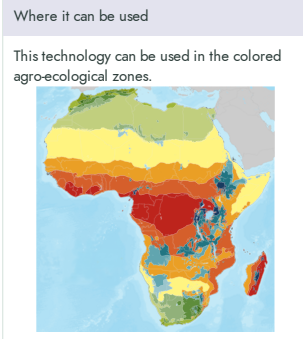 Where it can be used
This technology can be used in the colored
agro-ecological zones.